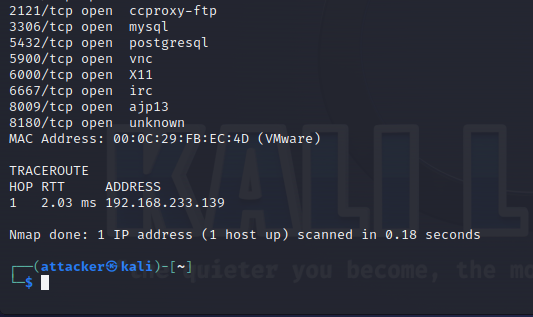 2121/tcp open  ccproxy-ftp
3306/tcp open  mysql
5432/tcp open  postgresql
5900/tcp open  vnc
6000/tcp open  X11
6667/tcp open  irc
8009/tcp open  ajp13
8180/tcp open  unknown
MAC Address: 00:0C:29:FB:EC:4D (VMware)
TRACEROUTE
HOP RTT     ADDRESS
1   2.03 ms 192.168.233.139
Nmap done: 1 IP address (1 host up) scanned in 0.18 seconds
┌──(attacker㉿kali)-[~]
└─$
KALI L
the quieter you become, the mo